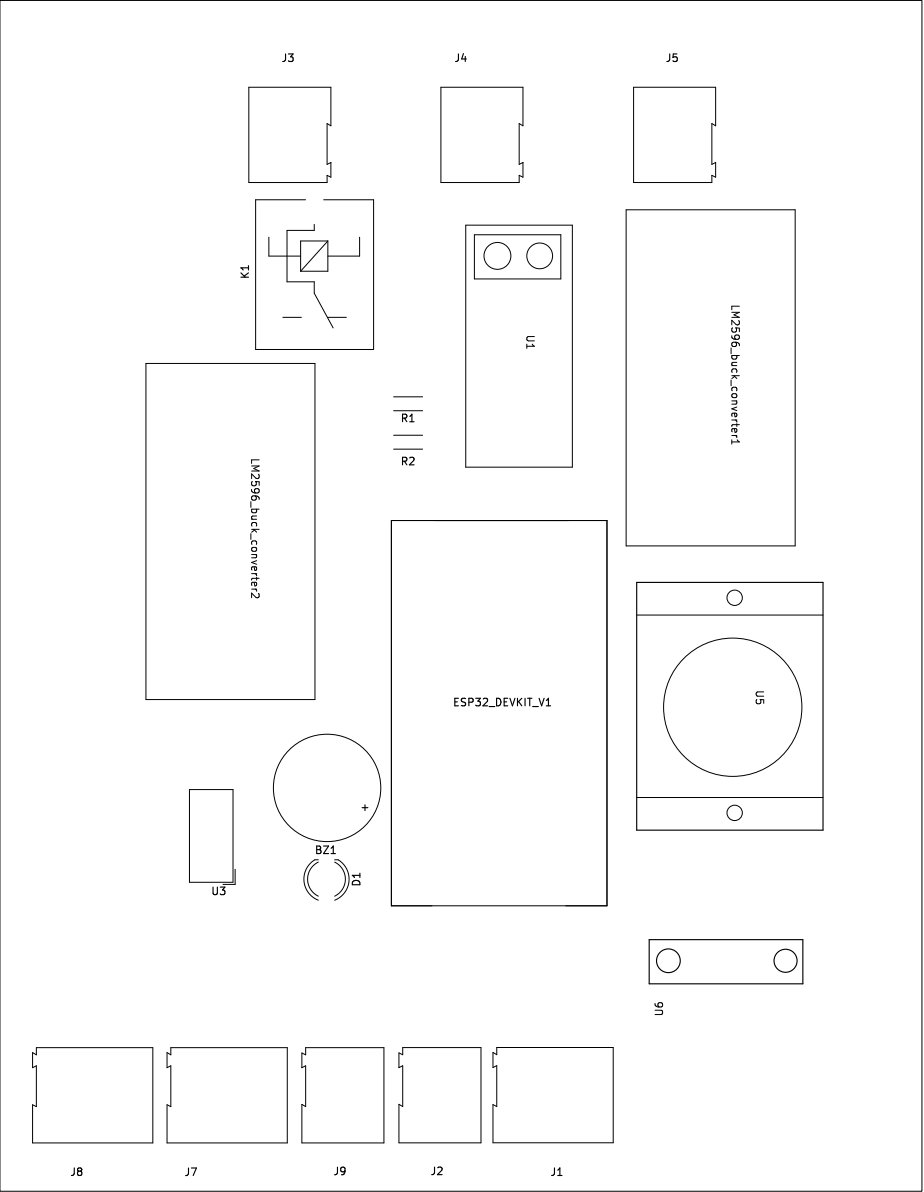 J3
J4
J5
K1
U1
LM2596_buck_converter1
R1
R2
LM2596_buck_converter2
ESP32_DEVKIT_V1
U5
+
BZ1
D1
U3
U6
J8
J7
J9
J2
J1